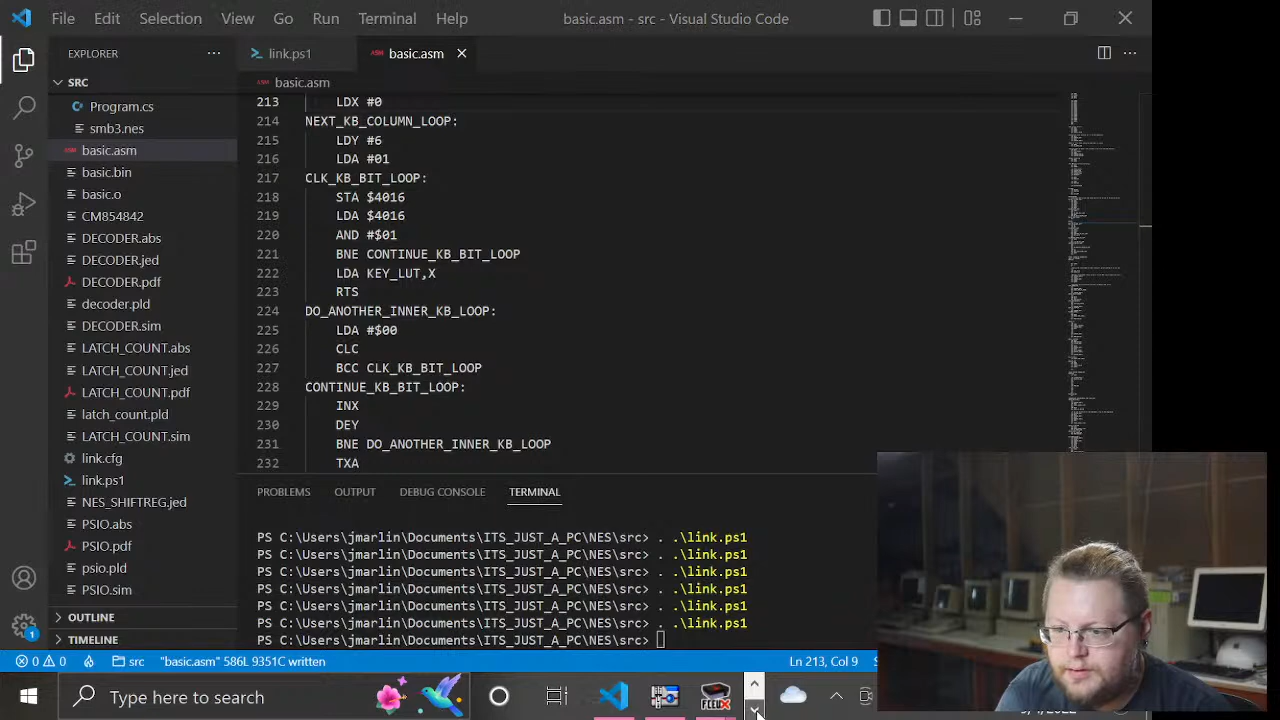 File Edit Selection View Go Run Terminal Help basic.asm - src - Visual Studio Code
EXPLORER
link.ps1 basic.asm
SRC
basic.asm
Program.cs
smb3.nes
basic.asm
basic.bin
basic.o
CM854842
DECODER.abs
DECODER.jed
DECODER.pdf
decoder.pld
DECODER.sim
LATCH_COUNT.abs
LATCH_COUNT.jed
LATCH_COUNT.pdf
latch_count.pld
LATCH_COUNT.sim
link.cfg
link.ps1
NES_SHIFTREG.jed
PSIO.abs
PSIO.pdf
psio.pld
PSIO.sim
OUTLINE
TIMELINE
213 LDX #0
214 NEXT_KB_COLUMN_LOOP:
215 LDY #6
216 LDA #01
217 CLK_KB_BIT_LOOP:
218 STA $4016
219 LDA $4016
220 AND #$01
221 BNE CONTINUE_KB_BIT_LOOP
222 LDA KEY_LUT,X
223 RTS
224 DO_ANOTHER_INNER_KB_LOOP:
225 LDA #$00
226 CLC
227 BCC CLK_KB_BIT_LOOP
228 CONTINUE_KB_BIT_LOOP:
229 INX
230 DEY
231 BNE DO_ANOTHER_INNER_KB_LOOP
232 TXA
PROBLEMS OUTPUT DEBUG CONSOLE TERMINAL
PS C:\Users\jmarlin\Documents\ITS_JUST_A_PC\NES\src> . .\link.ps1
PS C:\Users\jmarlin\Documents\ITS_JUST_A_PC\NES\src> . .\link.ps1
PS C:\Users\jmarlin\Documents\ITS_JUST_A_PC\NES\src> . .\link.ps1
PS C:\Users\jmarlin\Documents\ITS_JUST_A_PC\NES\src> . .\link.ps1
PS C:\Users\jmarlin\Documents\ITS_JUST_A_PC\NES\src> . .\link.ps1
PS C:\Users\jmarlin\Documents\ITS_JUST_A_PC\NES\src> . .\link.ps1
PS C:\Users\jmarlin\Documents\ITS_JUST_A_PC\NES\src>
1
0 0 src "basic.asm" 586L 9351C written Ln 213, Col 9
Type here to search